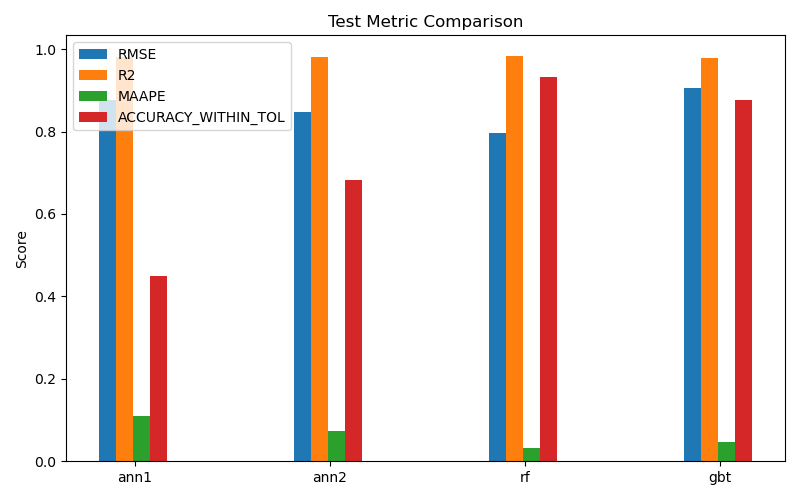 Test Metric Comparison
RMSE
R2
MAAPE
ACCURACY_WITHIN_TOL
Score
1.0
0.8
0.6
0.4
0.2
0.0
ann1 ann2 rf gbt